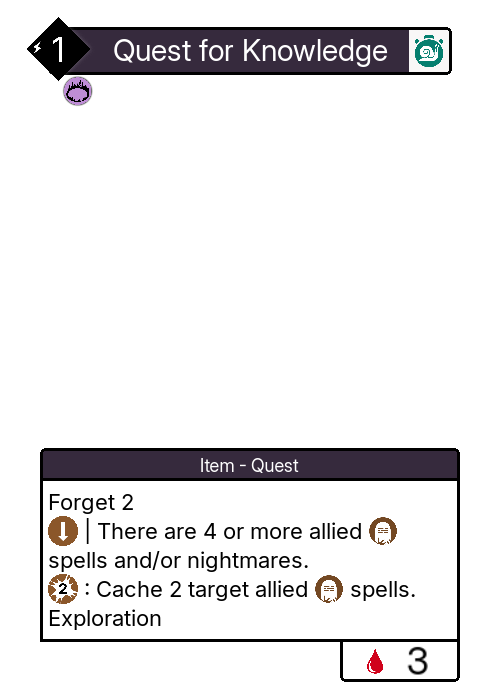 1 Quest for Knowledge
Item - Quest
Forget 2
| There are 4 or more allied
spells and/or nightmares.
2 : Cache 2 target allied spells.
Exploration
3